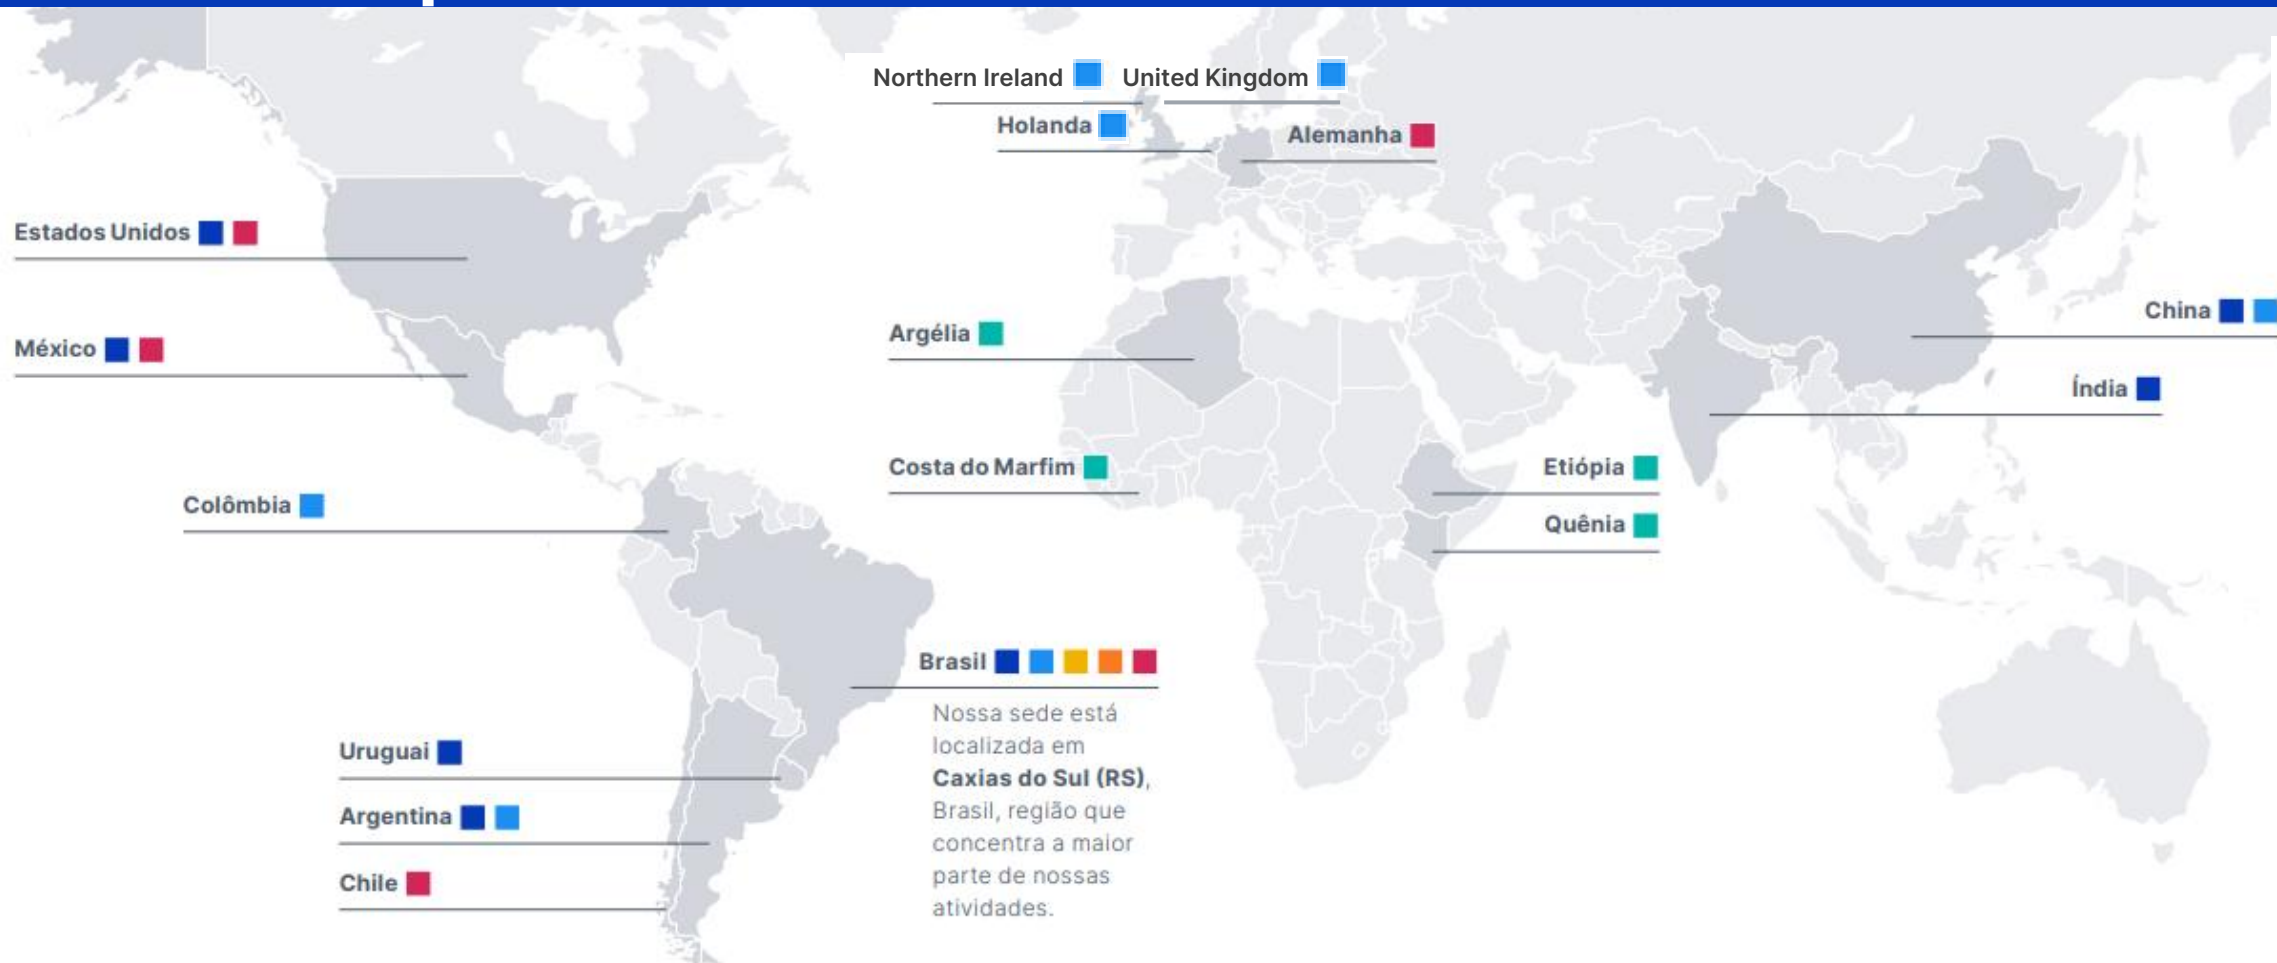 Northern Ireland
United Kingdom
Holanda
Alemanha
Estados Unidos
China
Argélia
México
Índia
Costa do Marfim
Etiópia
Colômbia
Quênia
Brasil
Nossa sede está
localizada em
Caxias do Sul (RS),
Brasil, região que
concentra a maior
parte de nossas
atividades.
Uruguai
Argentina
Chile